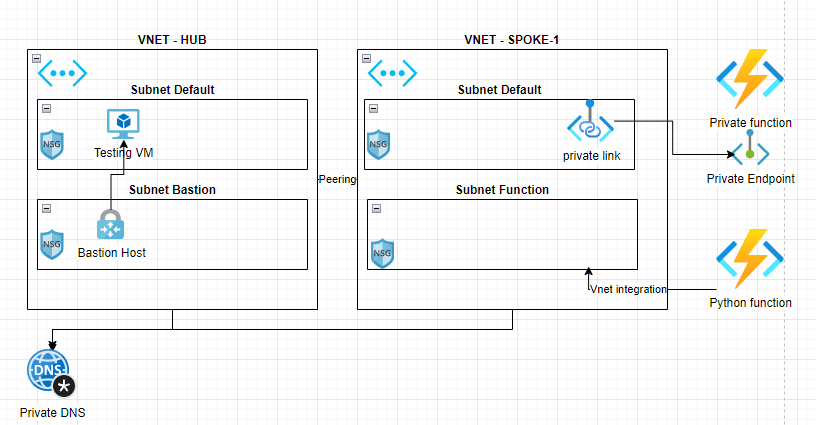 VNET - HUB
VNET - SPOKE-1
Subnet Default
NSG
Testing VM
Subnet Bastion
NSG
Bastion Host
Peering
Subnet Default
NSG
private link
Subnet Function
NSG
Vnet integration
Private function
Private Endpoint
Python function
DNS
Private DNS